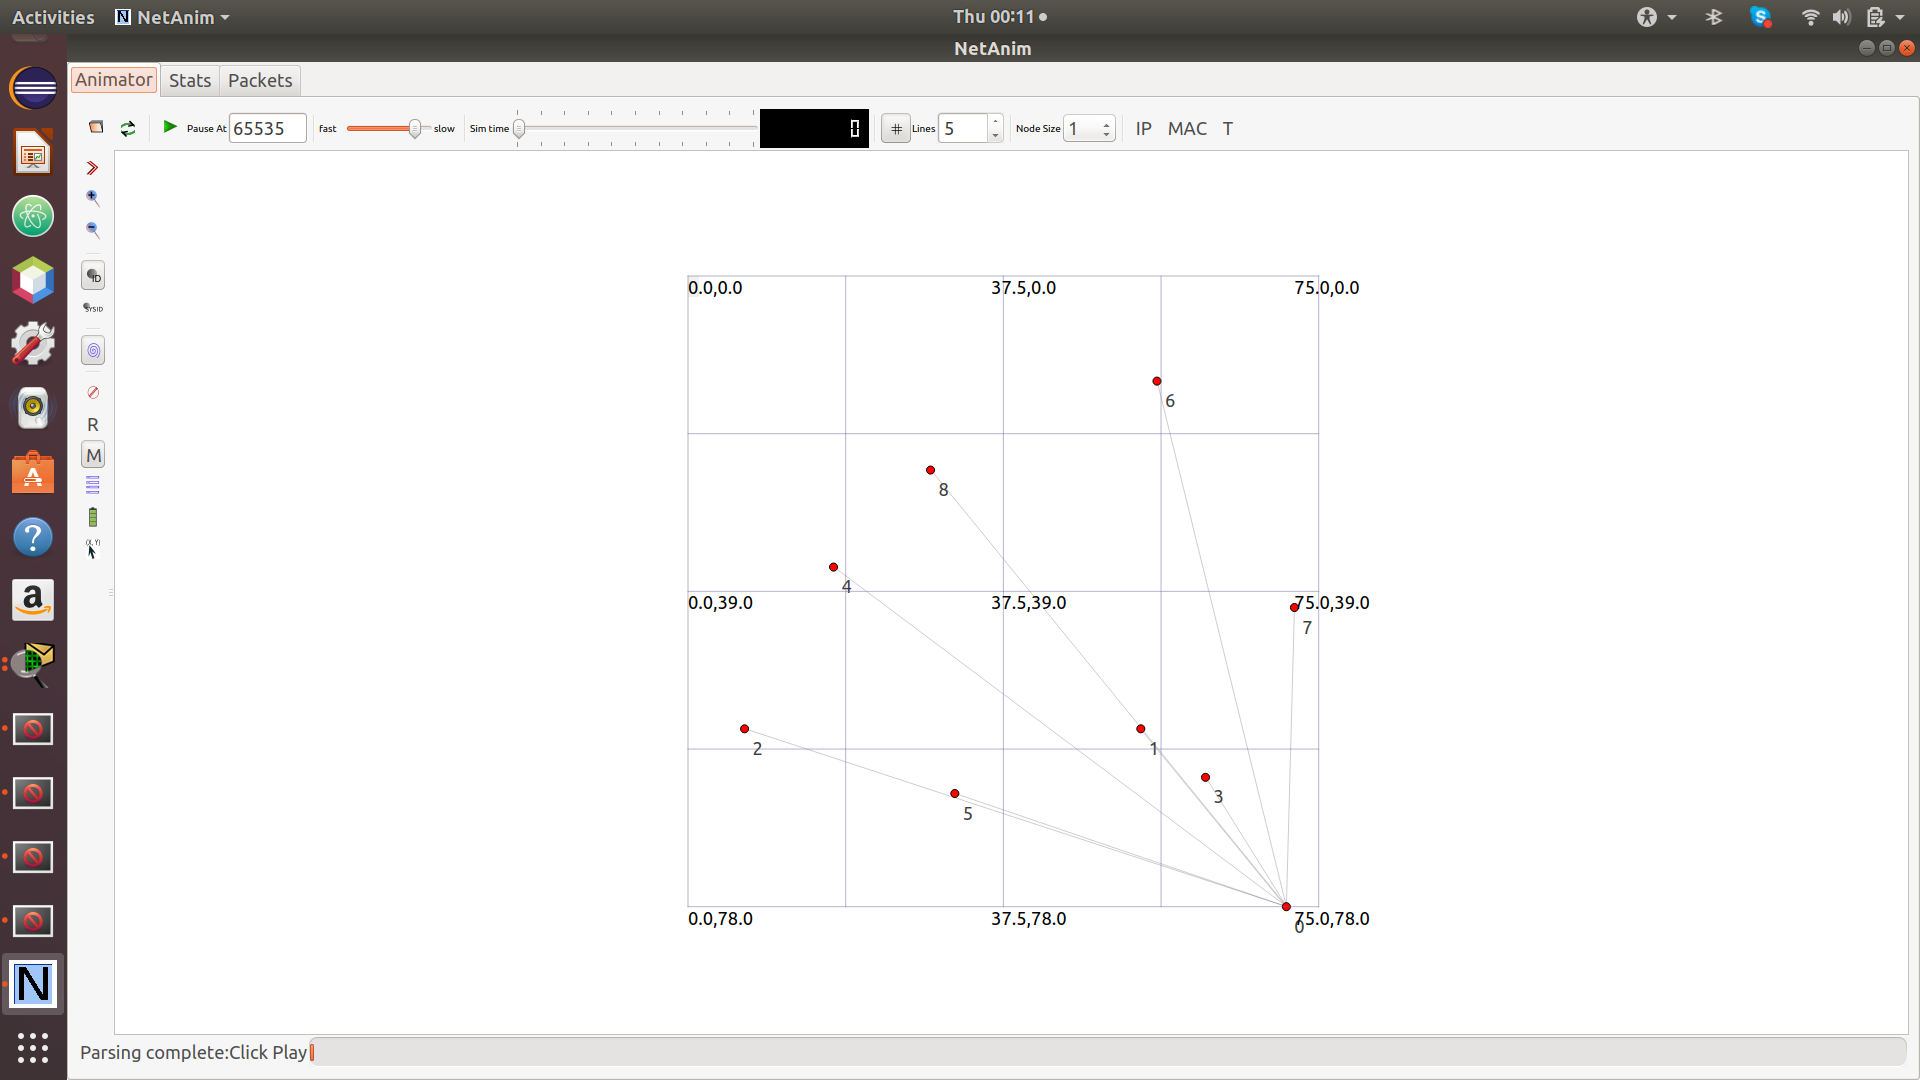 Activities NetAnim Thu 00:11
NetAnim
Animator Stats Packets
Pause At 65535 fast slow Sim time 0 # Lines 5 Node Size 1 IP MAC T
ID
SYSID
R
M
(X,Y)
0.0,0.0 37.5,0.0 75.0,0.0
6
8
4
0.0,39.0 37.5,39.0 75.0,39.0
7
2 1
3
5
0.0,78.0 37.5,78.0 75.0,78.0
0
Parsing complete:Click Play